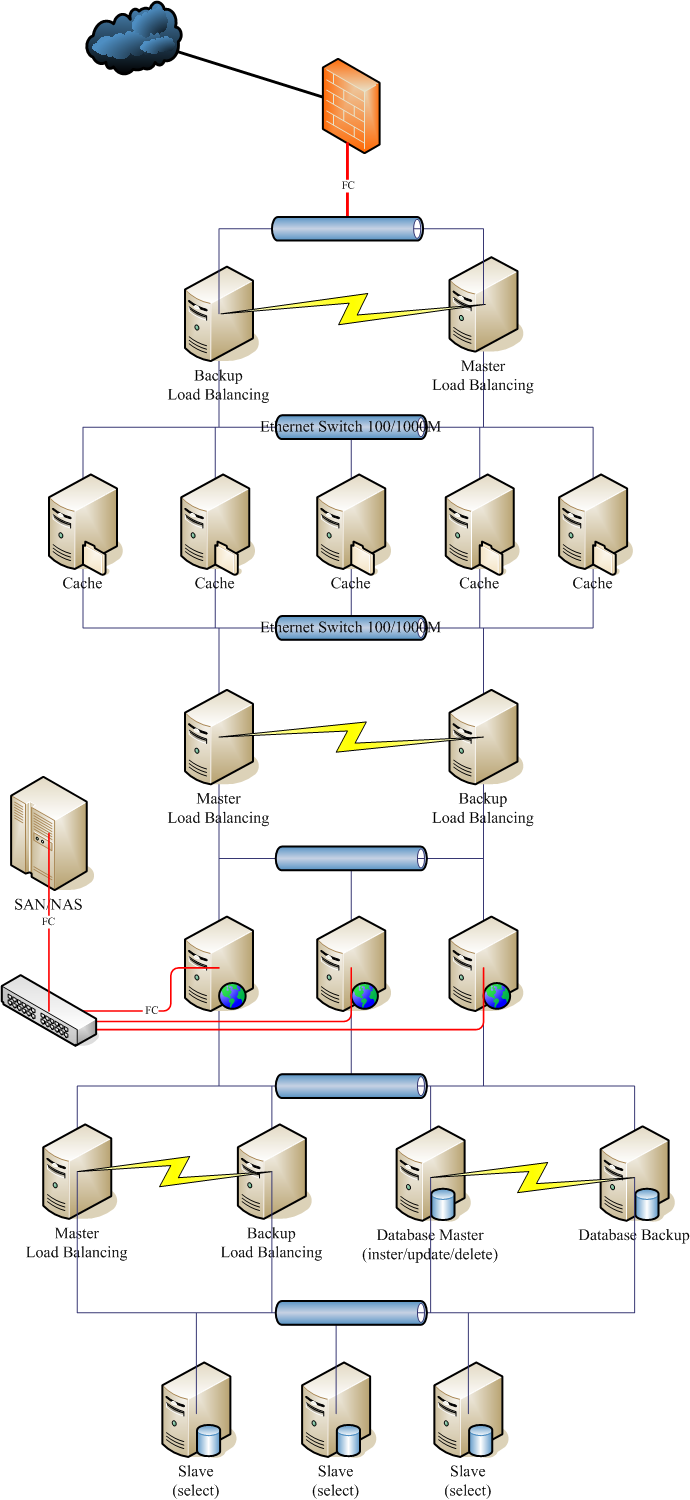 FC
Backup
Load Balancing
Master
Load Balancing
Ethernet Switch 100/1000M
Cache
Cache
Cache
Cache
Cache
Ethernet Switch 100/1000M
Master
Load Balancing
Backup
Load Balancing
SAN/NAS
FC
FC
Master
Load Balancing
Backup
Load Balancing
Database Master
(inster/update/delete)
Database Backup
Slave
(select)
Slave
(select)
Slave
(select)